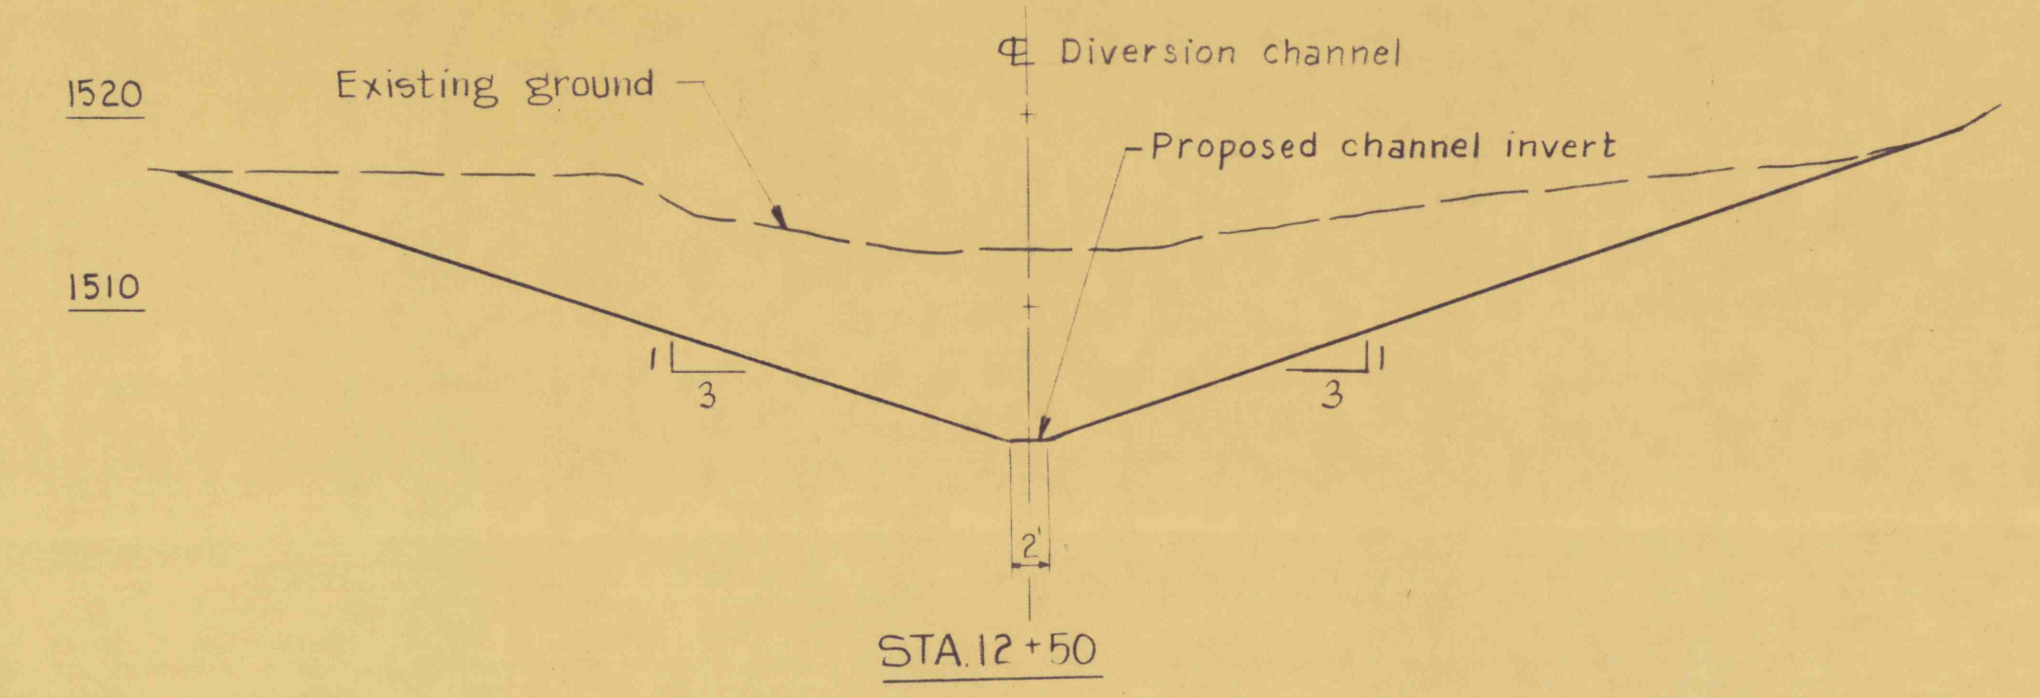 ℄ Diversion channel
Existing ground
1520
Proposed channel invert
1510
1
3
3
1
2'
STA. 12+50